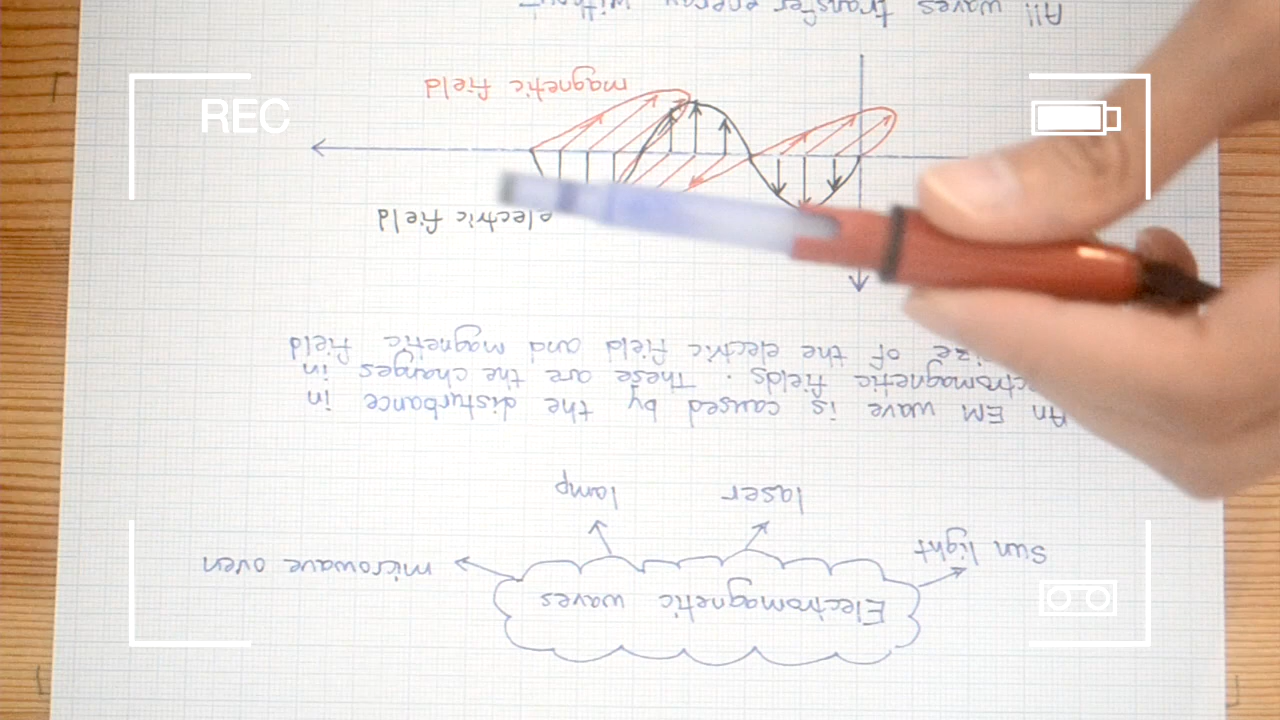 REC
Electromagnetic waves
Sun light
laser
lamp
microwave oven
An EM wave is caused by the disturbance in
fields. These are the changes in
of the electric field and magnetic field
electric field
magnetic field
All waves transfer energy without